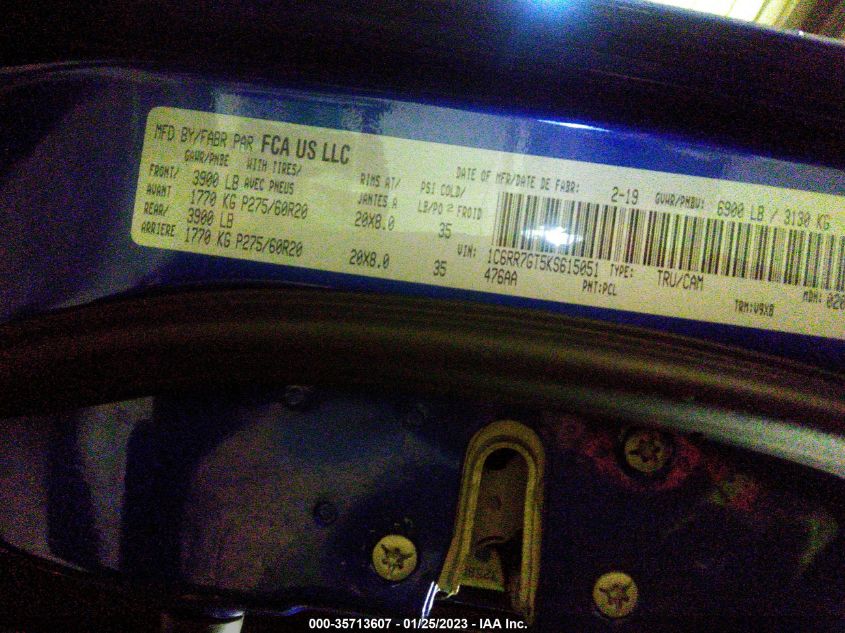 MFD BY/FABR PAR FCA US LLC
DATE OF MFR/DATE DE FABR: 2-19 GVWR/PNBV: 6900 LB / 3130 KG
GAWR/PNBE WITH TIRES/ RIMS AT/ PSI COLD/
FRONT/ 3900 LB AVEC PNEUS JANTES A LB/PO² FROID
AVANT 1770 KG P275/60R20 20X8.0 35
REAR/ 3900 LB
ARRIERE 1770 KG P275/60R20 20X8.0 35
VIN: 1C6RR7GT5KS615051 TYPE: TRU/CAM
476AA PNT:PCL TRM:V9X8
MDH: 020
000-35713607 - 01/25/2023 - IAA Inc.